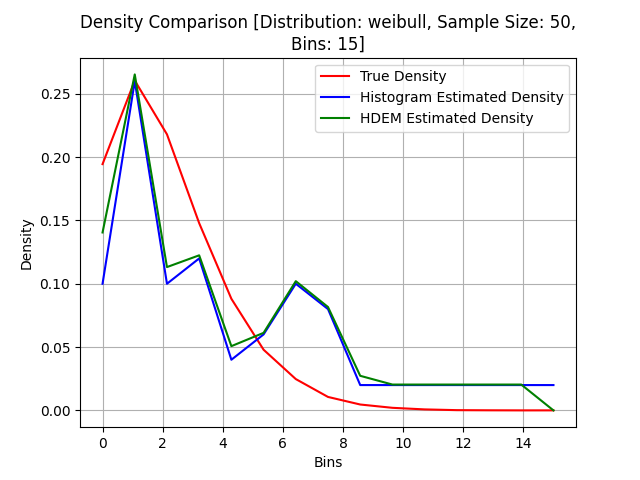 Density Comparison [Distribution: weibull, Sample Size: 50,
Bins: 15]
True Density
Histogram Estimated Density
HDEM Estimated Density
Density
0.25
0.20
0.15
0.10
0.05
0.00
0 2 4 6 8 10 12 14
Bins